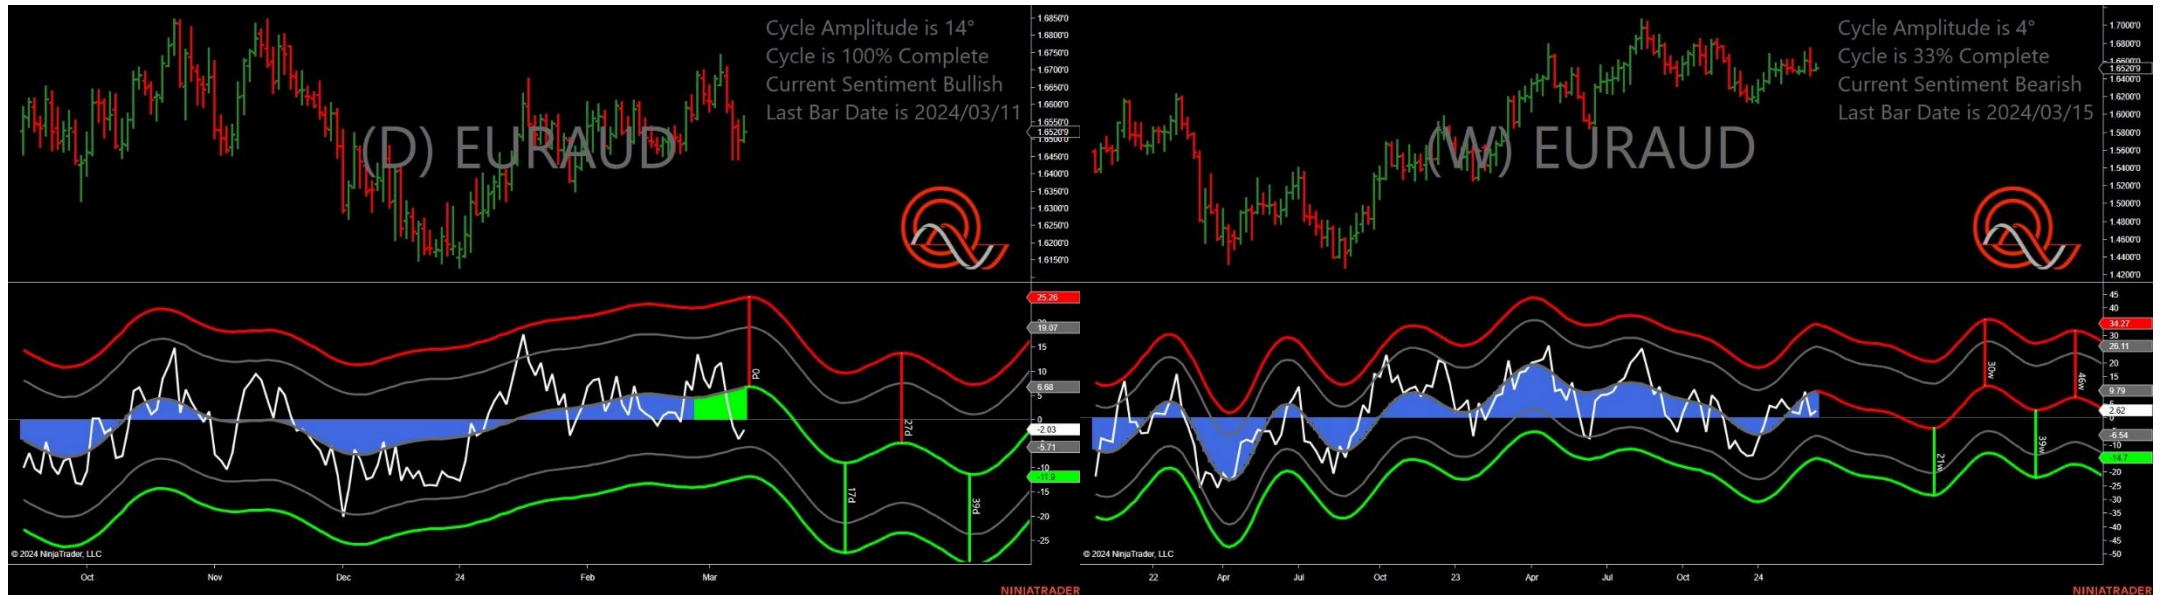 Cycle Amplitude is 14°
Cycle is 100% Complete
Current Sentiment Bullish
Last Bar Date is 2024/03/11
(D) EURAUD
1.6850'0
1.6800'0
1.6700'0
1.6650'0
1.6600'0
1.6550'0
1.6520'9
1.6500'0
1.6450'0
1.6400'0
1.6350'0
1.6300'0
1.6250'0
1.6200'0
1.6150'0
25.26
19.07
15
10
6.68
5
0
-2.03
-5.71
-10
-11.9
-15
-20
-25
0d
17d
27d
39d
© 2024 NinjaTrader, LLC
Oct
Nov
Dec
24
Feb
Mar
NINJATRADER
Cycle Amplitude is 4°
Cycle is 33% Complete
Current Sentiment Bearish
Last Bar Date is 2024/03/15
(W) EURAUD
1.7000'0
1.6800'0
1.6520'9
1.6400'0
1.6200'0
1.6000'0
1.5800'0
1.5600'0
1.5400'0
1.5200'0
1.5000'0
1.4800'0
1.4600'0
1.4400'0
1.4200'0
45
40
34.27
30
26.11
20
15
9.79
2.62
-6.54
-10
-14.7
-20
-25
-30
-35
-40
-45
-50
21w
30w
39w
46w
© 2024 NinjaTrader, LLC
22
Apr
Jul
Oct
23
Apr
Jul
Oct
24
NINJATRADER